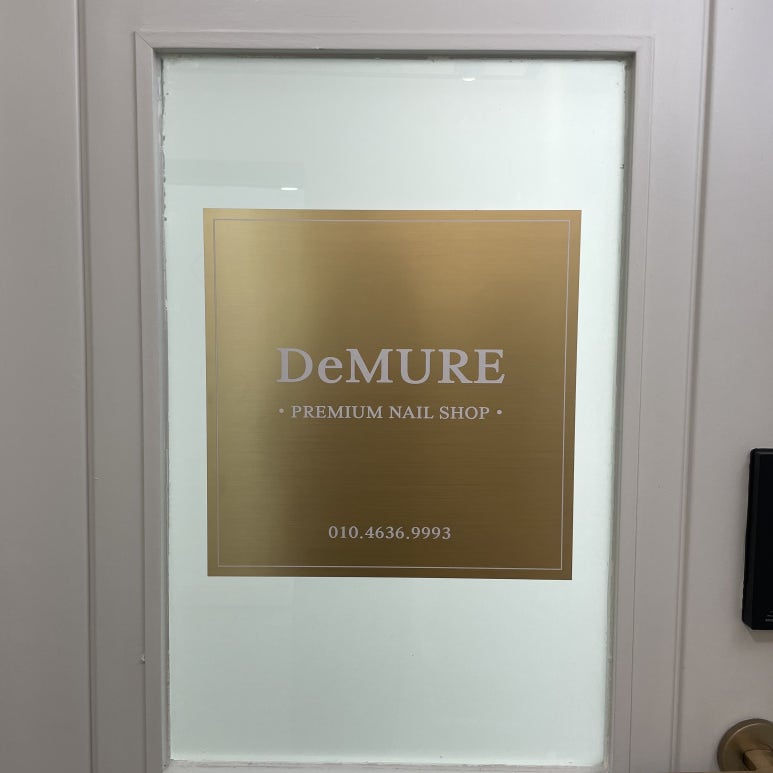 DeMURE
• PREMIUM NAIL SHOP •
010.4636.9993